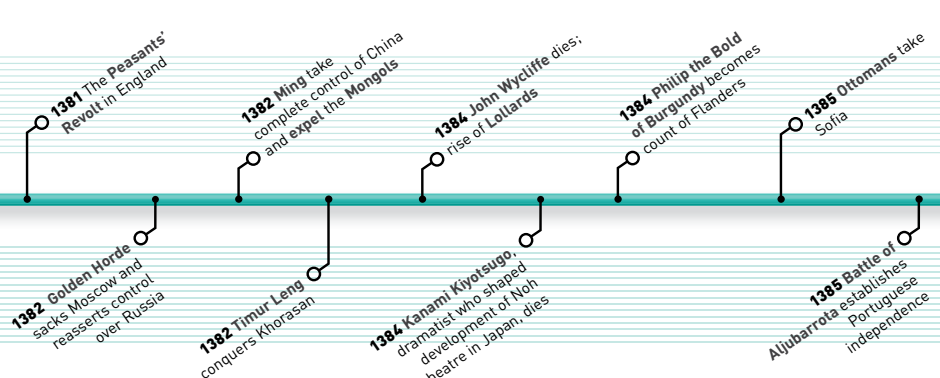 1381 The Peasants'
Revolt in England
1382 Golden Horde
sacks Moscow and
reasserts control
over Russia
1382 Ming take
complete control of China
and expel the Mongols
1382 Timur Leng
conquers Khorasan
1384 John Wycliffe dies;
rise of Lollards
1384 Kanami Kiyotsugo,
dramatist who shaped
development of Noh
theatre in Japan, dies
1384 Philip the Bold
of Burgundy becomes
count of Flanders
1385 Ottomans take
Sofia
1385 Battle of
Aljubarrota establishes
Portuguese
independence